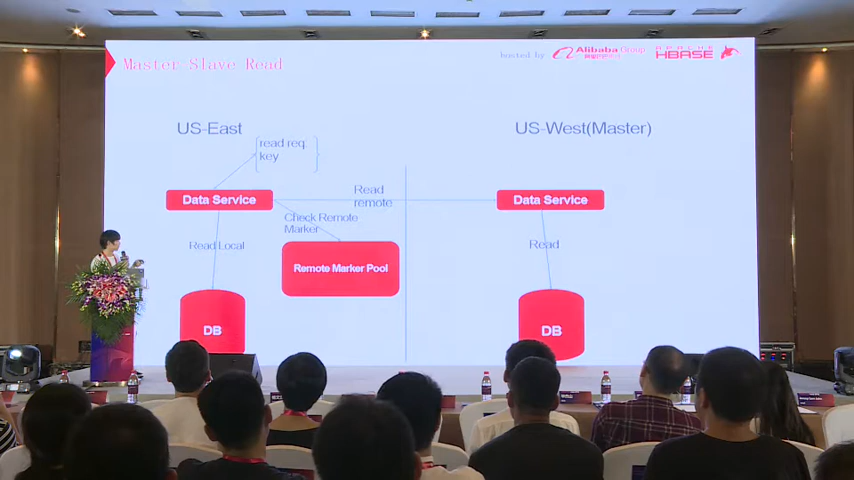 Master Slave Read
hosted by
Alibaba Group
APACHE
HBASE
US-East
US-West(Master)
read req
key
Data Service
Read
remote
Data Service
Check Remote
Marker
Read Local
Read
Remote Marker Pool
DB
DB